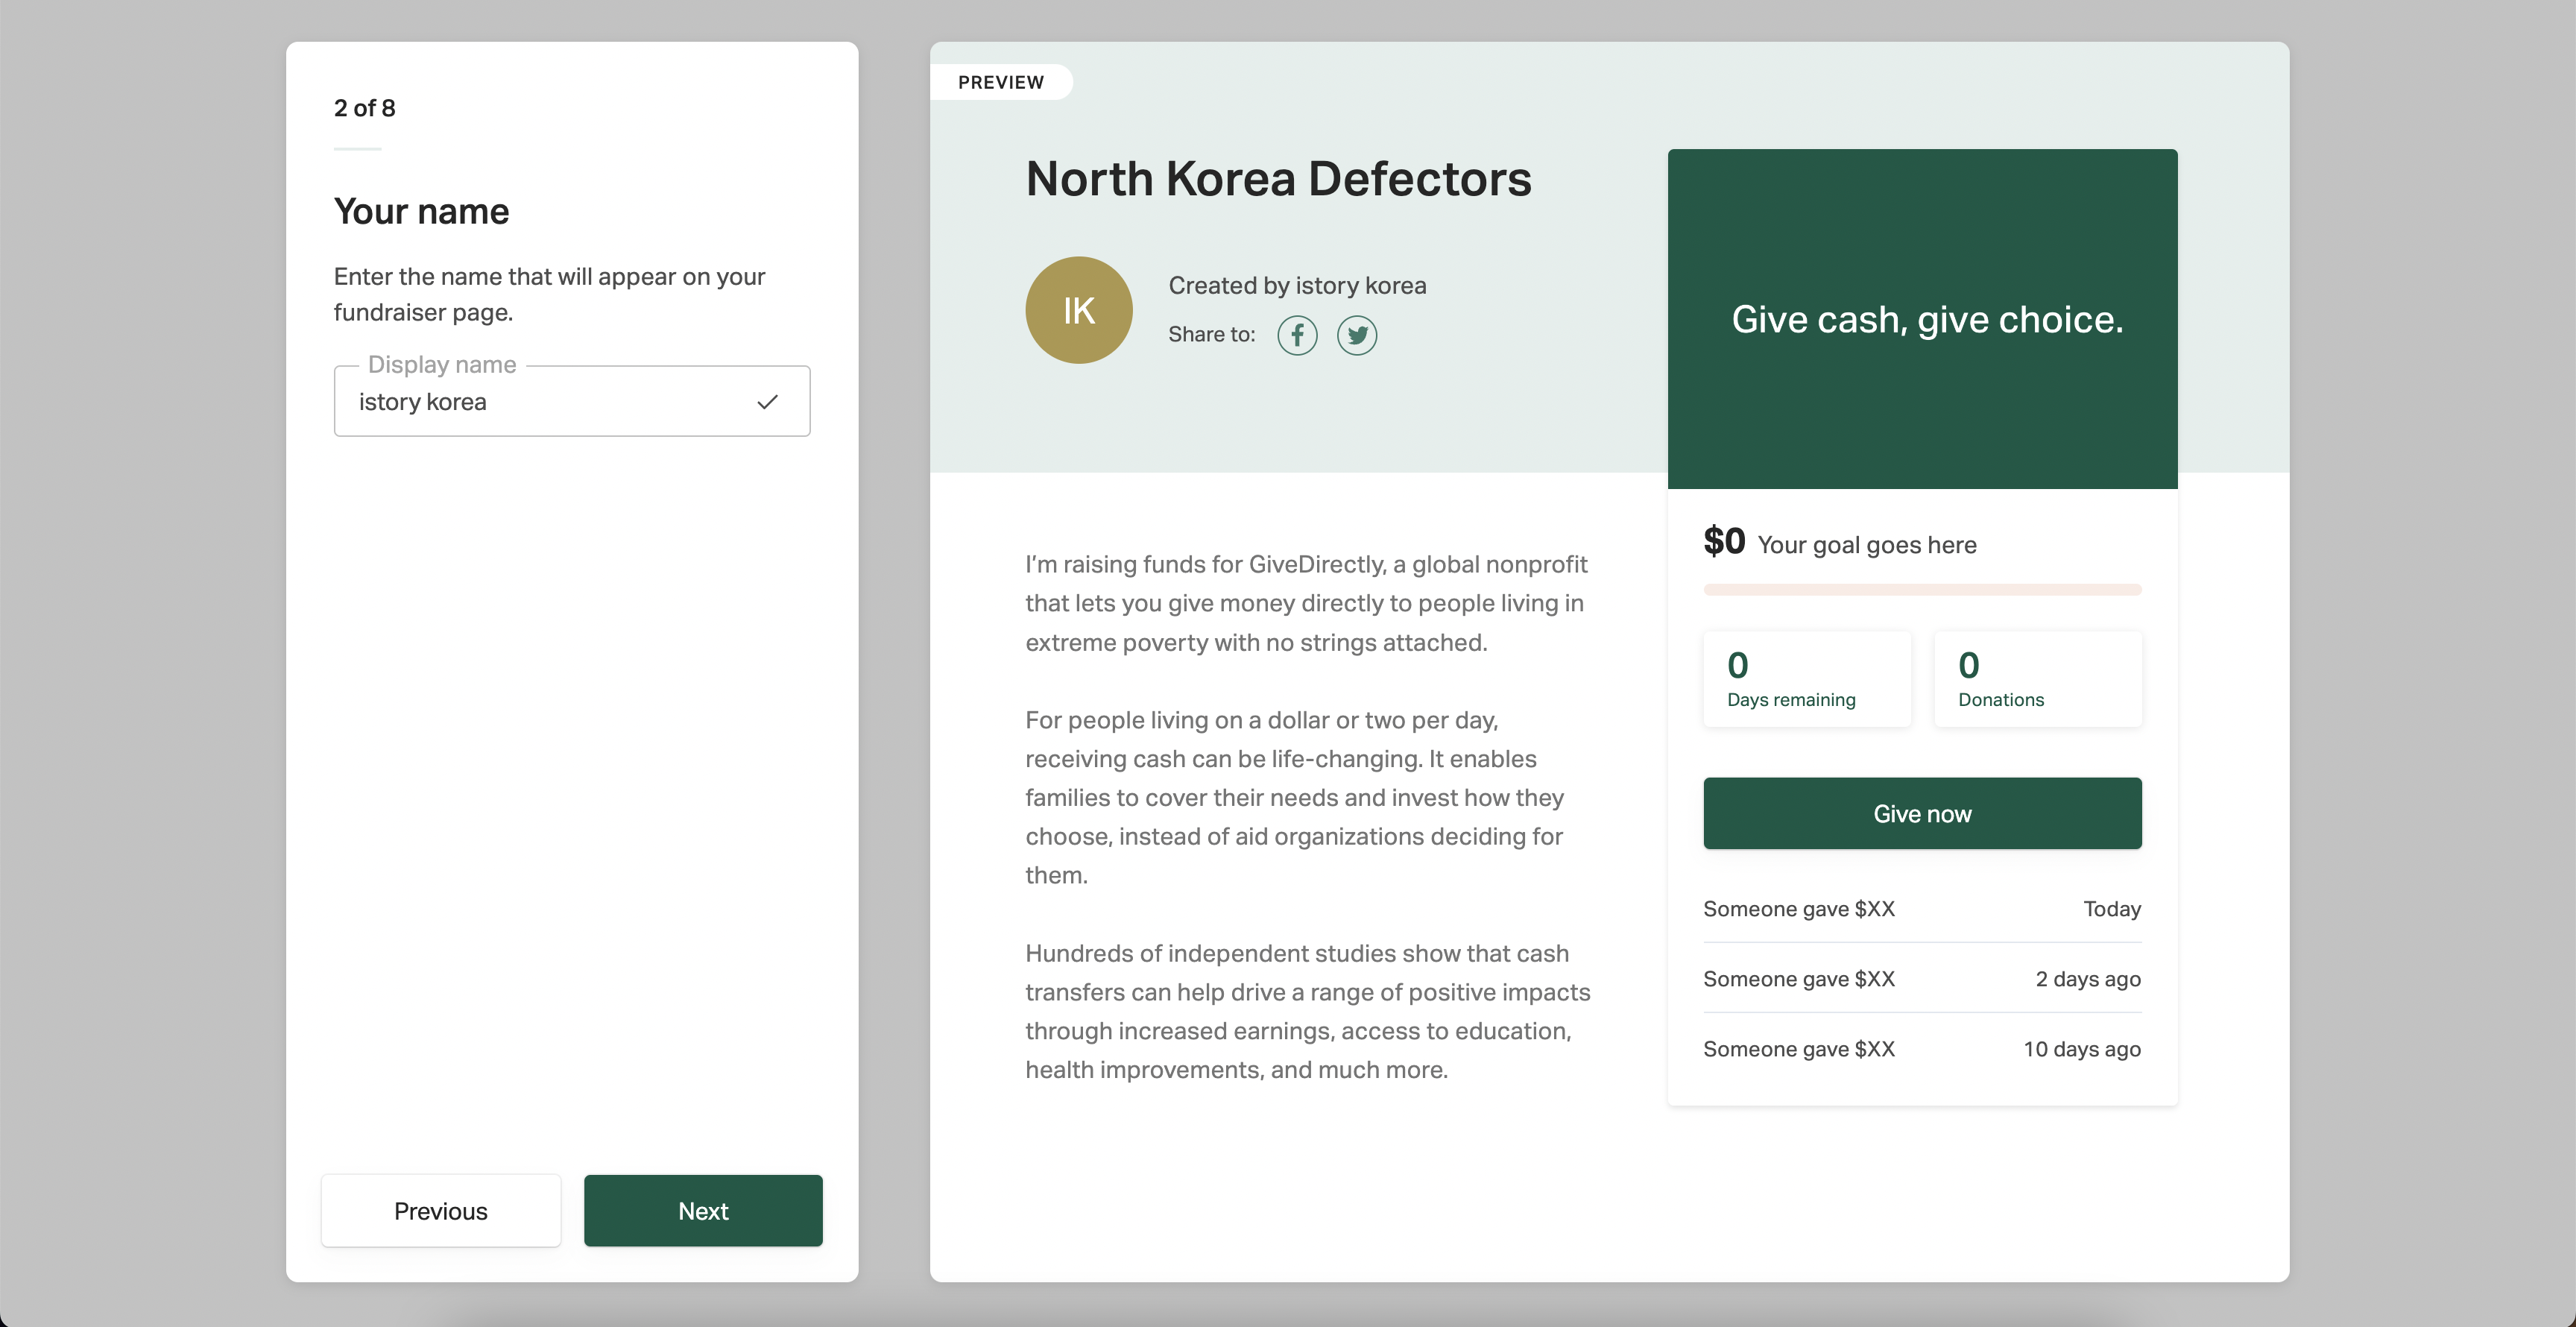 2 of 8
Your name
Enter the name that will appear on your
fundraiser page.
Display name
istory korea
Previous
Next
PREVIEW
North Korea Defectors
IK
Created by istory korea
Share to:
I’m raising funds for GiveDirectly, a global nonprofit
that lets you give money directly to people living in
extreme poverty with no strings attached.
For people living on a dollar or two per day,
receiving cash can be life-changing. It enables
families to cover their needs and invest how they
choose, instead of aid organizations deciding for
them.
Hundreds of independent studies show that cash
transfers can help drive a range of positive impacts
through increased earnings, access to education,
health improvements, and much more.
Give cash, give choice.
$0 Your goal goes here
0
Days remaining
0
Donations
Give now
Someone gave $XX Today
Someone gave $XX 2 days ago
Someone gave $XX 10 days ago